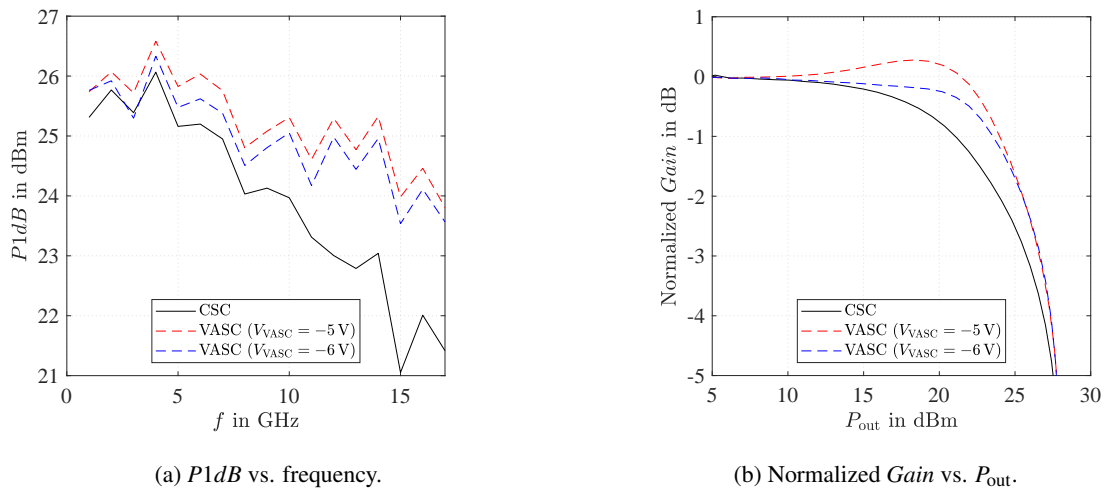 27
26
25
24
23
22
21
P1dB in dBm
0
5
10
15
f in GHz
CSC
VASC (V_VASC = −5 V)
VASC (V_VASC = −6 V)
(a) P1dB vs. frequency.
1
0
-1
-2
-3
-4
-5
Normalized Gain in dB
5
10
15
20
25
30
P_out in dBm
CSC
VASC (V_VASC = −5 V)
VASC (V_VASC = −6 V)
(b) Normalized Gain vs. P_out.